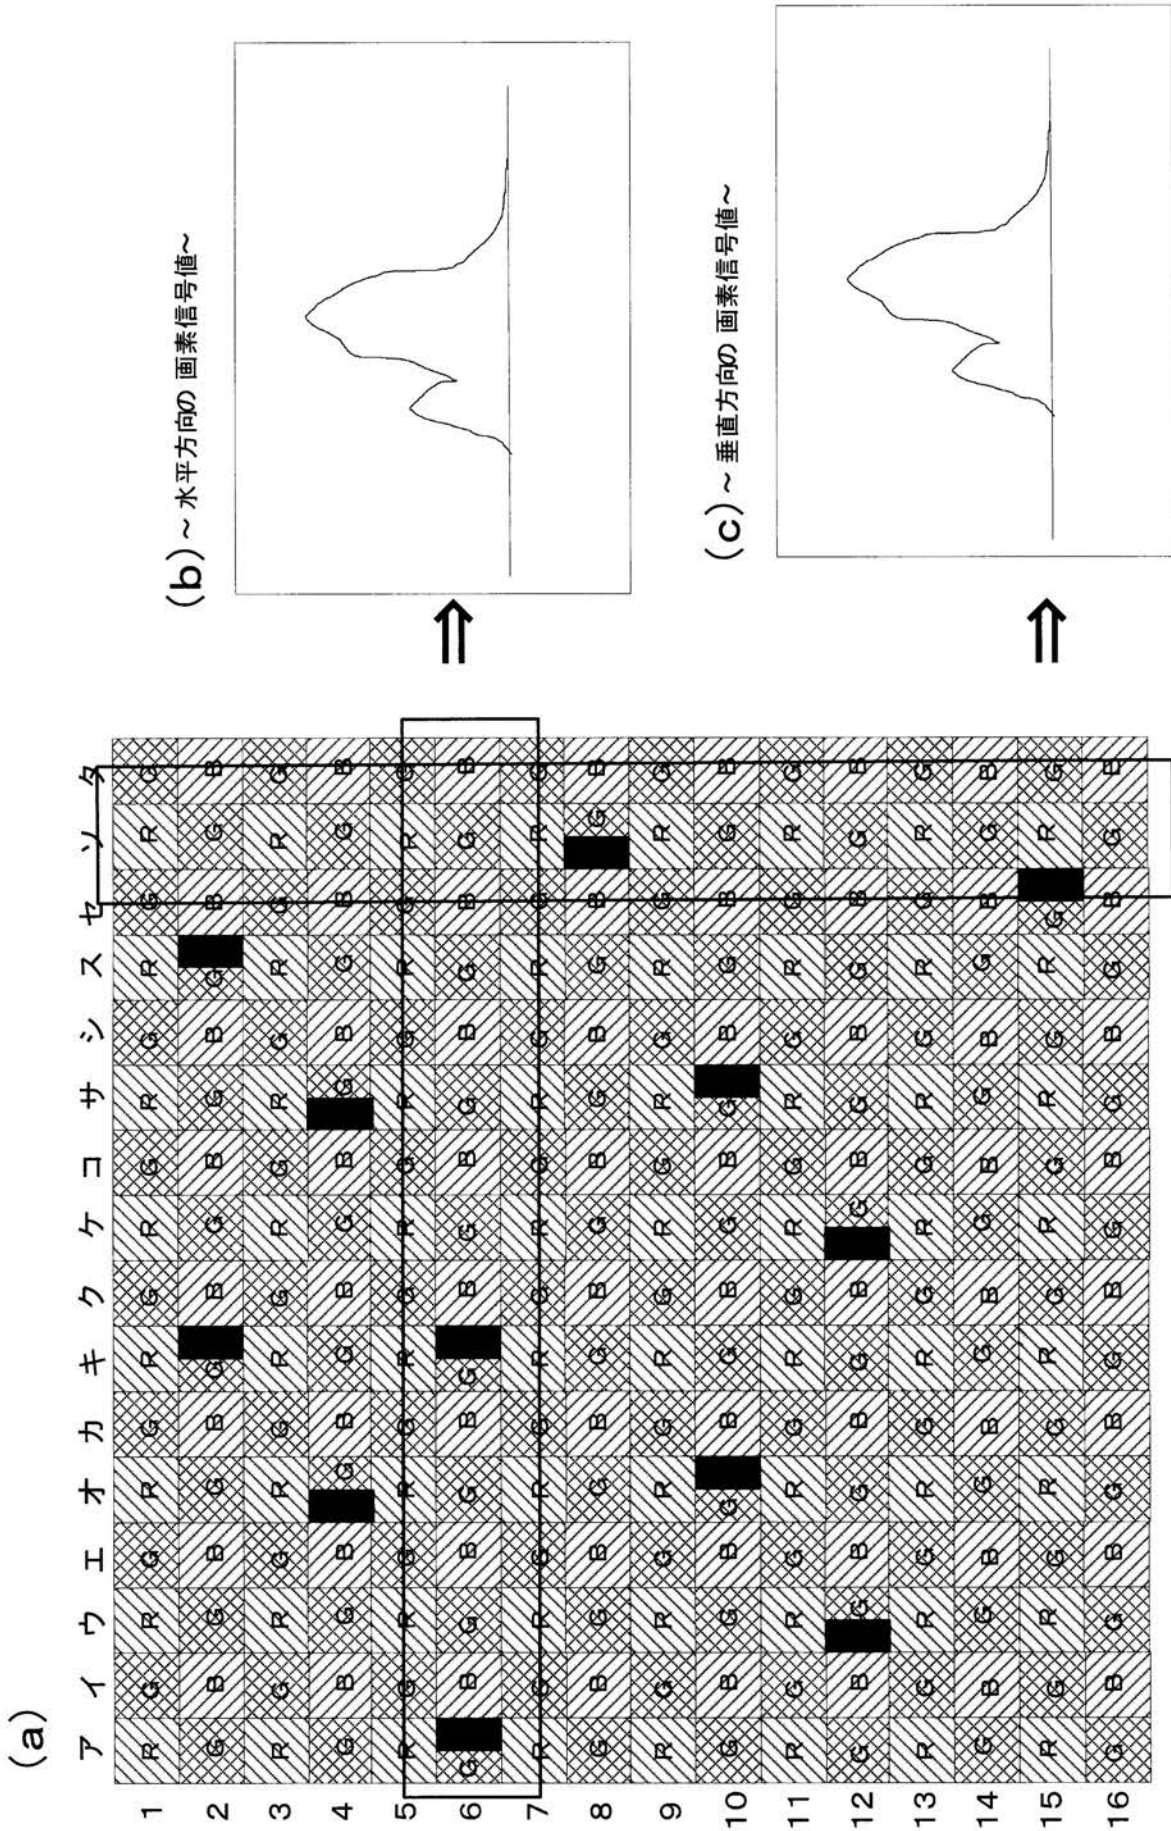 (a)
ア イ ウ エ オ カ キ ク ケ コ サ シ ス セ ソ タ
1 R G R G R G R G R G R G R G R G
2 G B G B G B G B G B G B G B G B
3 R G R G R G R G R G R G R G R G
4 G B G B G B G B G B G B G B G B
5 R G R G R G R G R G R G R G R G
6 G B G B G B G B G B G B G B G B
7 R G R G R G R G R G R G R G R G
8 G B G B G B G B G B G B G B G B
9 R G R G R G R G R G R G R G R G
10 G B G B G B G B G B G B G B G B
11 R G R G R G R G R G R G R G R G
12 G B G B G B G B G B G B G B G B
13 R G R G R G R G R G R G R G R G
14 G B G B G B G B G B G B G B G B
15 R G R G R G R G R G R G R G R G
16 G B G B G B G B G B G B G B G B
(b) ～水平方向の 画素信号値～
(c) ～垂直方向の 画素信号値～